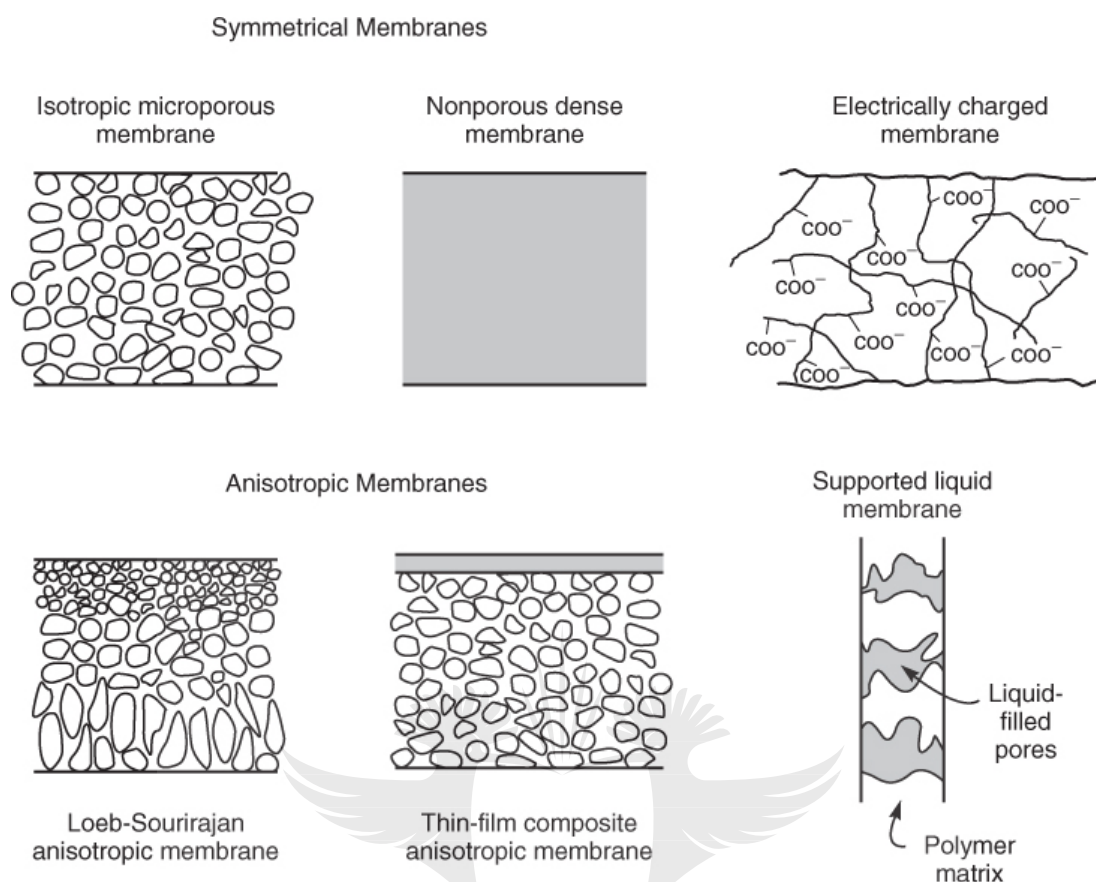 Symmetrical Membranes
Isotropic microporous
membrane
Nonporous dense
membrane
Electrically charged
membrane
COO⁻
COO⁻
COO⁻
COO⁻
COO⁻
COO⁻
COO⁻
COO⁻
COO⁻
COO⁻
COO⁻
COO⁻
Anisotropic Membranes
Supported liquid
membrane
Liquid-
filled
pores
Loeb-Sourirajan
anisotropic membrane
Thin-film composite
anisotropic membrane
Polymer
matrix